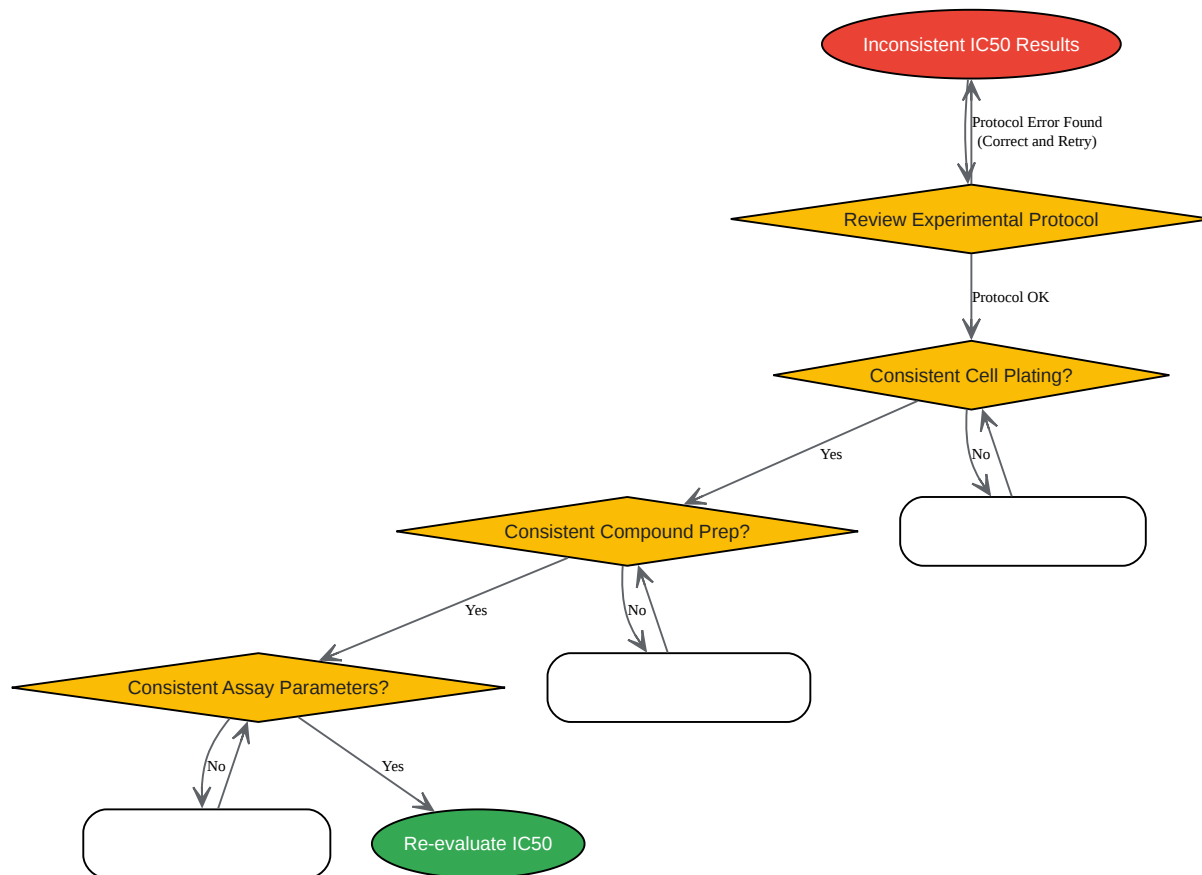 Inconsistent IC50 Results
Protocol Error Found
(Correct and Retry)
Review Experimental Protocol
Protocol OK
Consistent Cell Plating?
Yes
No
Consistent Compound Prep?
Yes
No
Consistent Assay Parameters?
No
Yes
Re-evaluate IC50